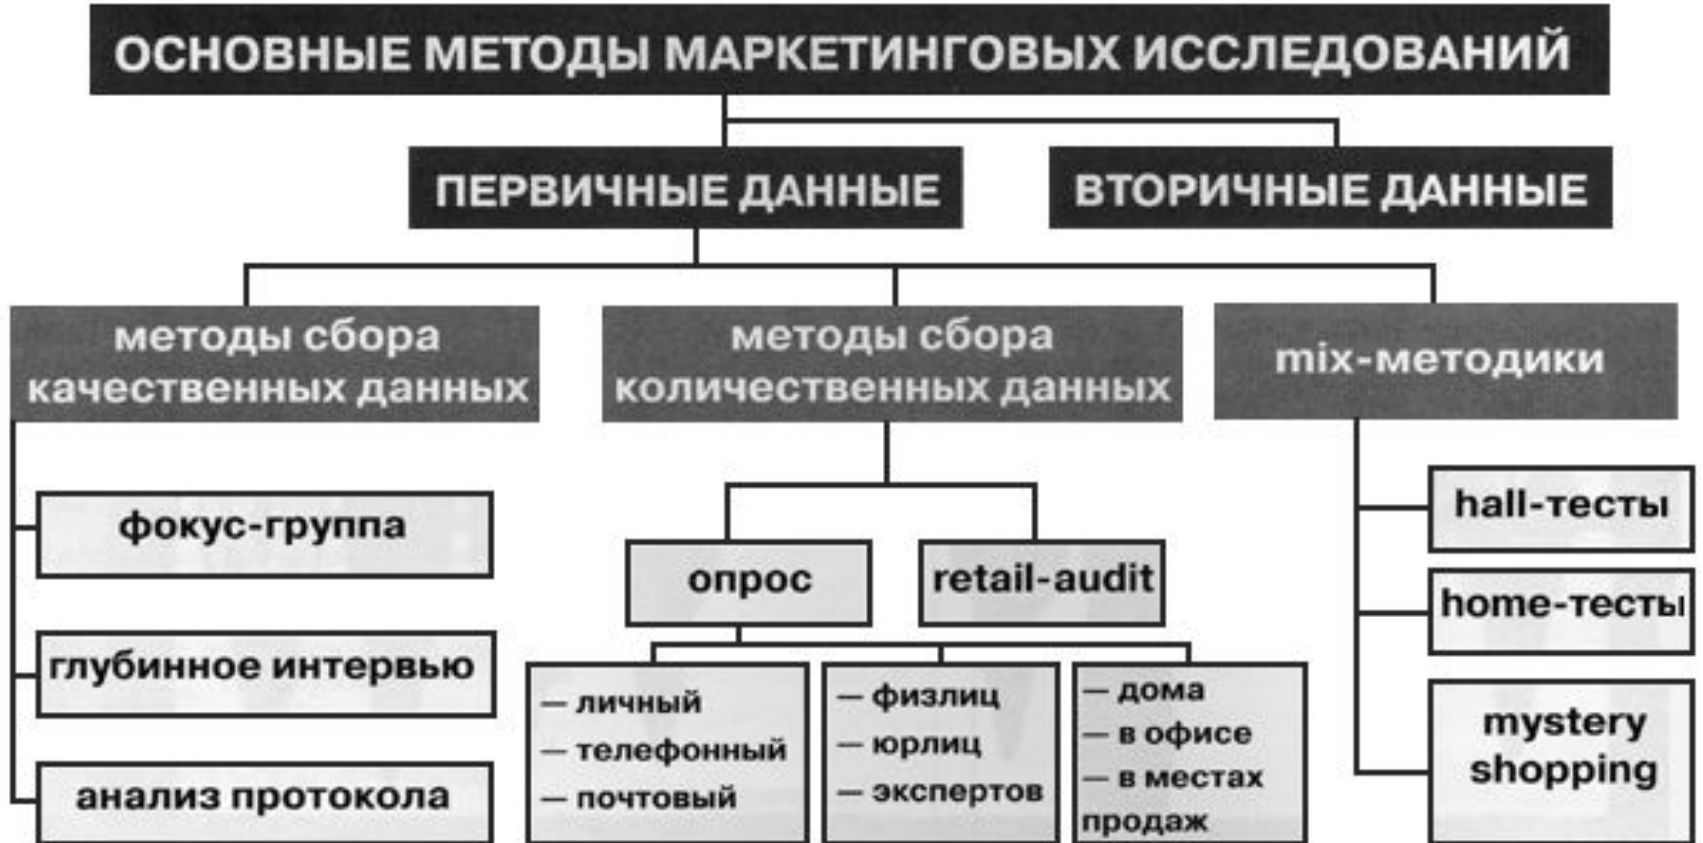 ОСНОВНЫЕ МЕТОДЫ МАРКЕТИНГОВЫХ ИССЛЕДОВАНИЙ
ПЕРВИЧНЫЕ ДАННЫЕ
ВТОРИЧНЫЕ ДАННЫЕ
методы сбора
качественных данных
фокус-группа
глубинное интервью
анализ протокола
методы сбора
количественных данных
опрос
retail-audit
— личный
— телефонный
— почтовый
— физлиц
— юрлиц
— экспертов
— дома
— в офисе
— в местах
продаж
mix-методики
hall-тесты
home-тесты
mystery
shopping